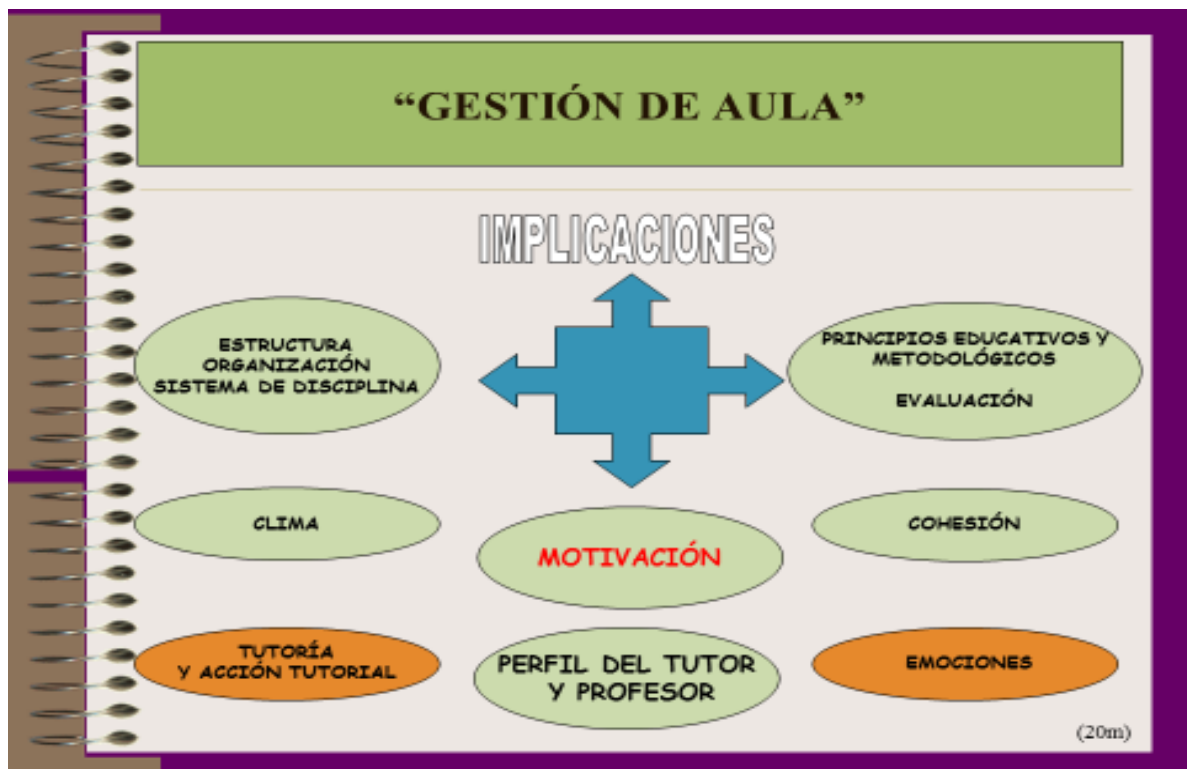 “GESTIÓN DE AULA”
IMPLICACIONES
ESTRUCTURA
ORGANIZACIÓN
SISTEMA DE DISCIPLINA
PRINCIPIOS EDUCATIVOS Y
METODOLÓGICOS
EVALUACIÓN
CLIMA
MOTIVACIÓN
COHESIÓN
TUTORÍA
Y ACCIÓN TUTORIAL
PERFIL DEL TUTOR
Y PROFESOR
EMOCIONES
(20m)